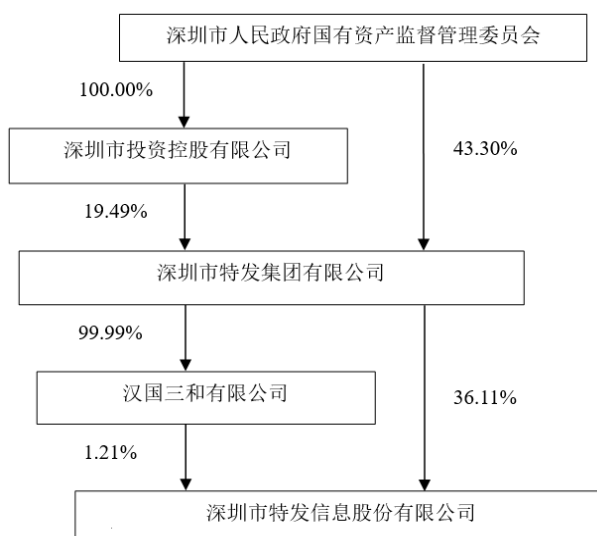 深圳市人民政府国有资产监督管理委员会
100.00%
深圳市投资控股有限公司
43.30%
19.49%
深圳市特发集团有限公司
99.99%
汉国三和有限公司
36.11%
1.21%
深圳市特发信息股份有限公司